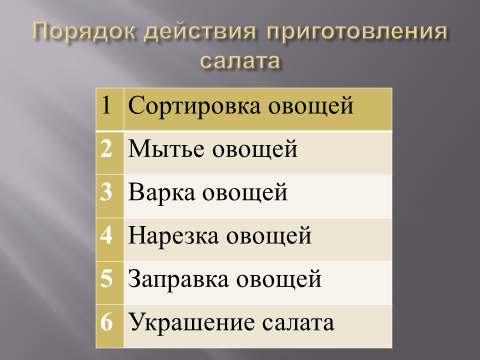 Порядок действия приготовления
салата
1 Сортировка овощей
2 Мытье овощей
3 Варка овощей
4 Нарезка овощей
5 Заправка овощей
6 Украшение салата